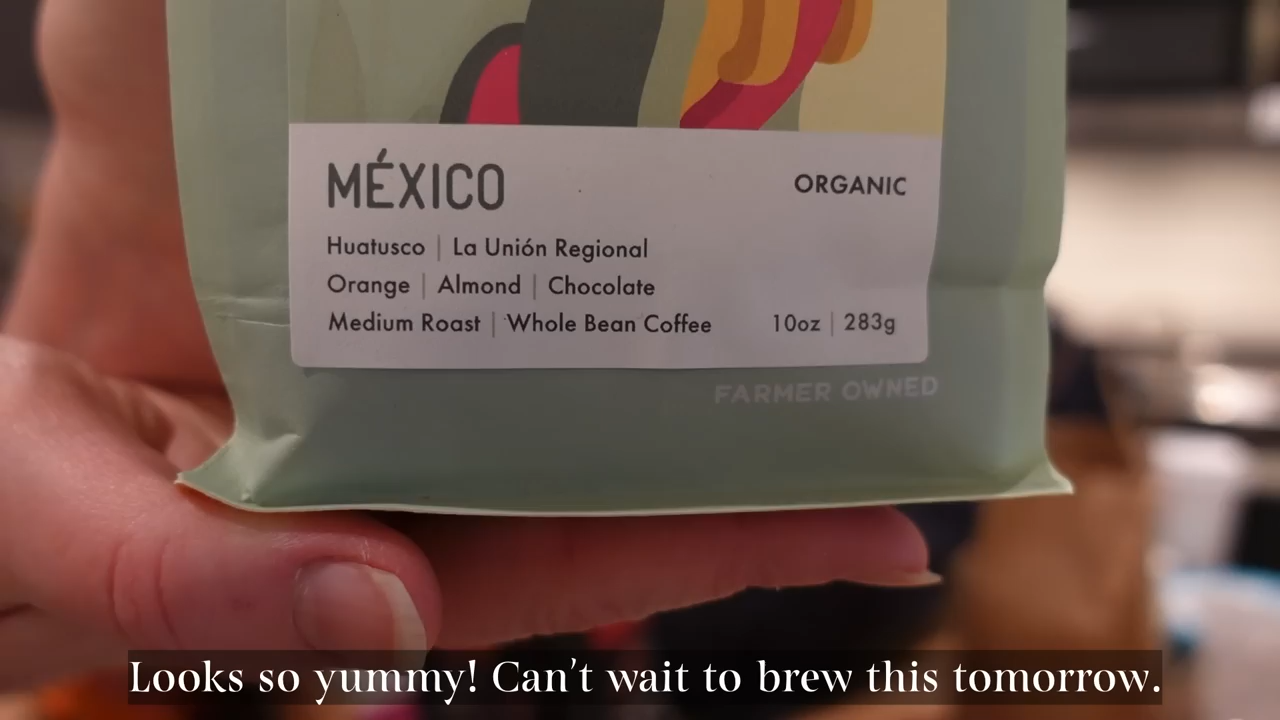 MÉXICO
ORGANIC
Huatusco | La Unión Regional
Orange | Almond | Chocolate
Medium Roast | Whole Bean Coffee
10oz | 283g
FARMER OWNED
Looks so yummy! Can't wait to brew this tomorrow.